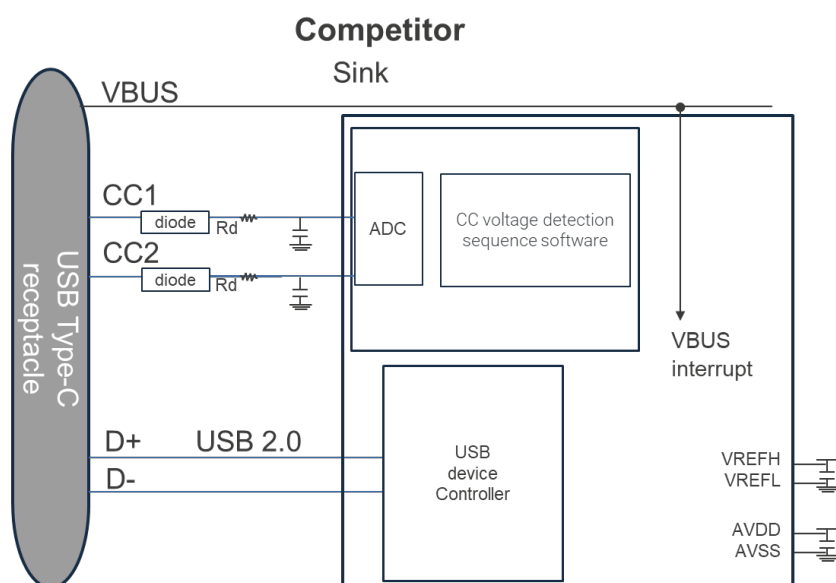 Competitor
Sink
VBUS
CC1
diode
Rd
CC2
diode
Rd
ADC
CC voltage detection
sequence software
USB Type-C
receptacle
VBUS
interrupt
D+
USB 2.0
D-
USB
device
Controller
VREFH
VREFL
AVDD
AVSS